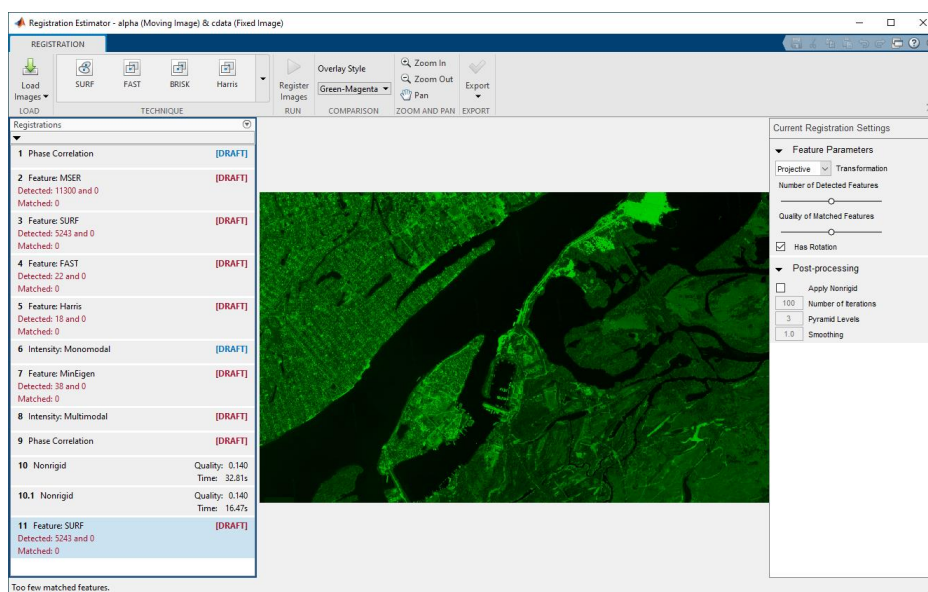 Registration Estimator - alpha (Moving Image) & cdata (Fixed Image)
REGISTRATION
Load Images
SURF
FAST
BRISK
Harris
Register Images
Overlay Style
Green-Magenta
Zoom In
Zoom Out
Pan
Export
LOAD
TECHNIQUE
RUN
COMPARISON
ZOOM AND PAN
EXPORT
Registrations
1 Phase Correlation [DRAFT]
2 Feature: MSER [DRAFT]
Detected: 11300 and 0
Matched: 0
3 Feature: SURF [DRAFT]
Detected: 5243 and 0
Matched: 0
4 Feature: FAST [DRAFT]
Detected: 22 and 0
Matched: 0
5 Feature: Harris [DRAFT]
Detected: 18 and 0
Matched: 0
6 Intensity: Monomodal [DRAFT]
7 Feature: MinEigen [DRAFT]
Detected: 38 and 0
Matched: 0
8 Intensity: Multimodal [DRAFT]
9 Phase Correlation [DRAFT]
10 Nonrigid Quality: 0.140
Time: 32.81s
10.1 Nonrigid Quality: 0.140
Time: 16.47s
11 Feature: SURF [DRAFT]
Detected: 5243 and 0
Matched: 0
Current Registration Settings
Feature Parameters
Projective Transformation
Number of Detected Features
Quality of Matched Features
Has Rotation
Post-processing
Apply Nonrigid
100 Number of Iterations
3 Pyramid Levels
1.0 Smoothing
Too few matched features.